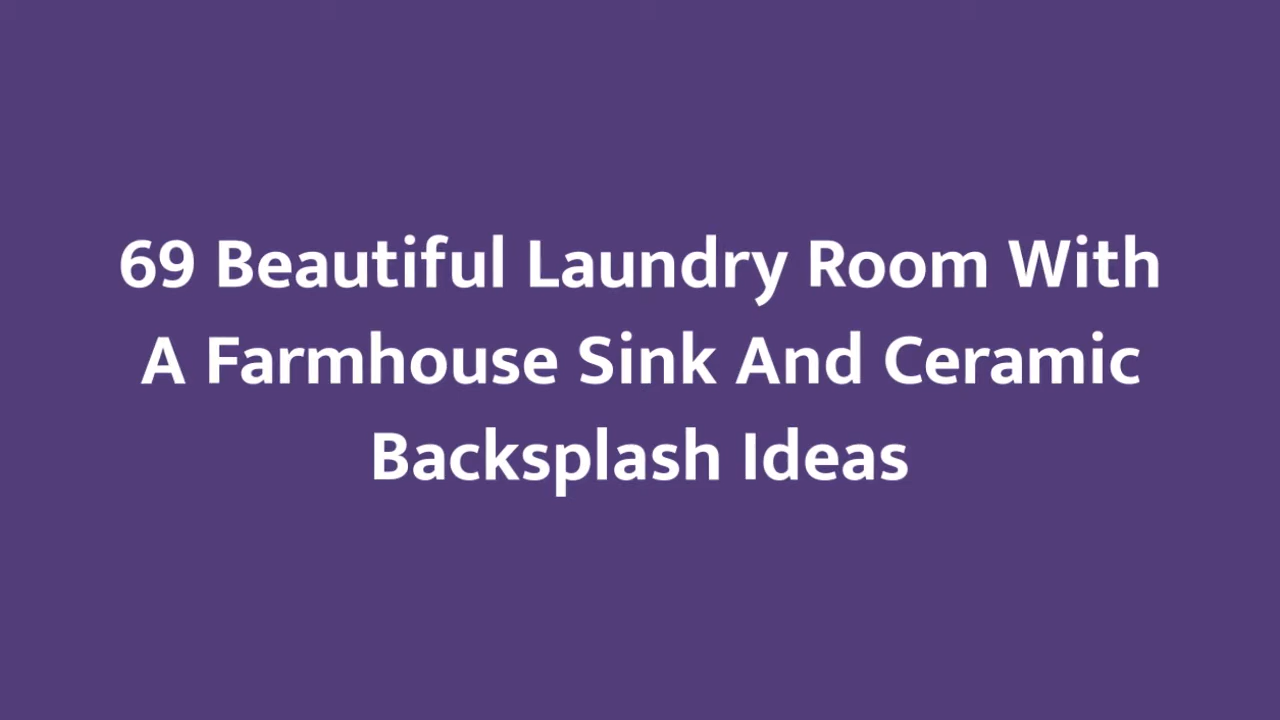 69 Beautiful Laundry Room With
A Farmhouse Sink And Ceramic
Backsplash Ideas